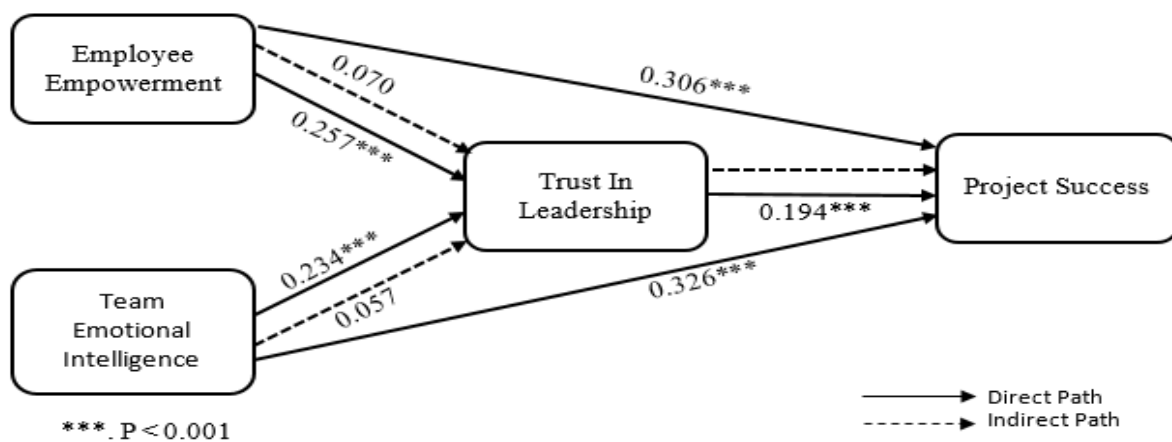 Employee
Empowerment
0.070
0.257***
0.306***
Trust In
Leadership
Project Success
0.194***
0.234***
0.057
0.326***
Team
Emotional
Intelligence
***. P < 0.001
Direct Path
Indirect Path